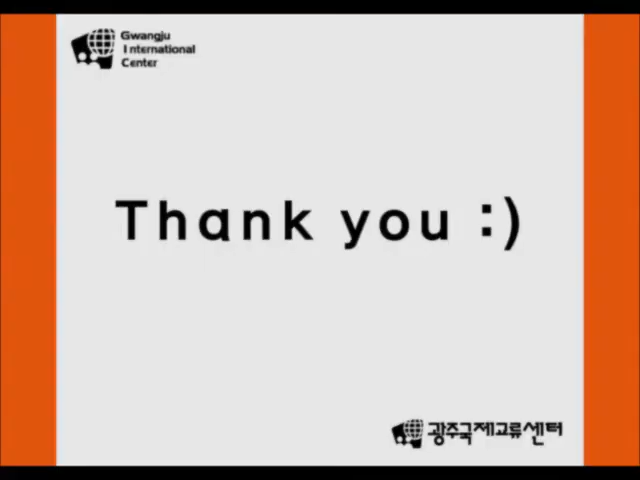 Gwangju
International
Center
Thank you :)
광주국제교류센터